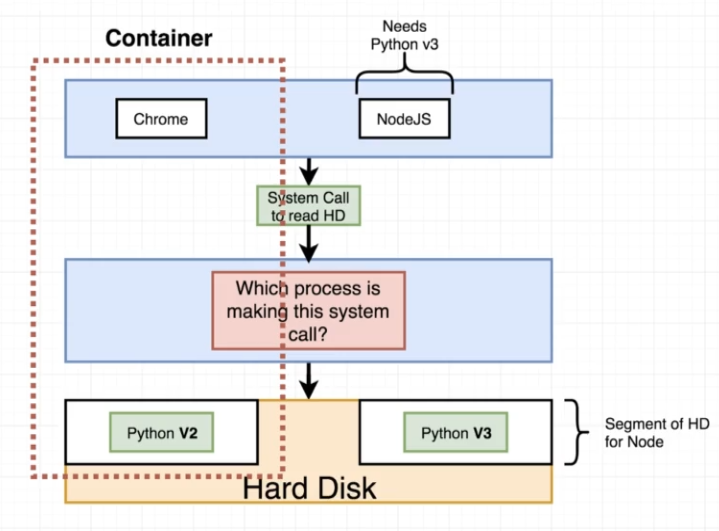 Needs
Python v3
Container
Chrome
NodeJS
System Call
to read HD
Which process is
making this system
call?
Python V2
Python V3
Segment of HD
for Node
Hard Disk